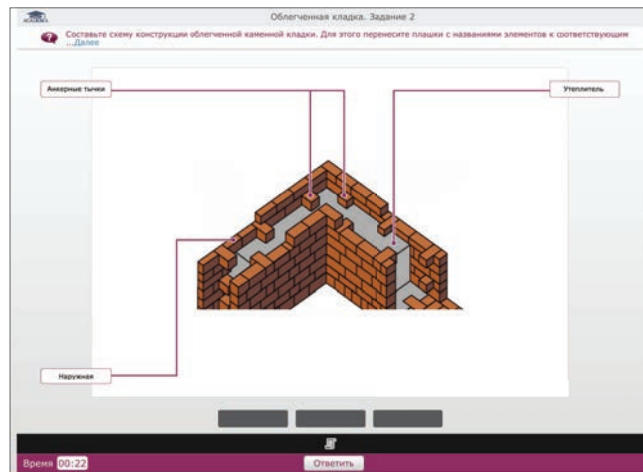 Облегченная кладка. Задание 2
Составьте схему конструкции облегченной каменной кладки. Для этого перенесите плашки с названиями элементов к соответствующим
...Далее
Анкерные тычки
Утеплитель
Наружная
Время 00:22
Ответить